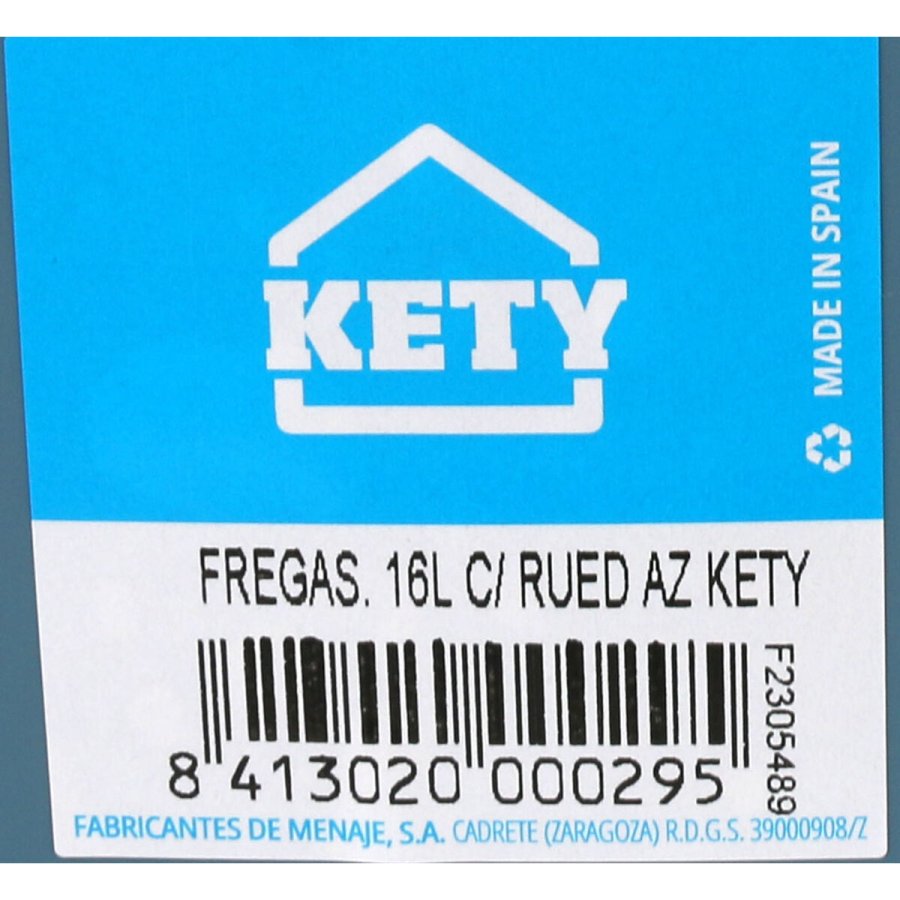 KETY
MADE IN SPAIN
FREGAS. 16L C/ RUED AZ KETY
F2305489
8 413020 000295
FABRICANTES DE MENAJE, S.A. CADRETE (ZARAGOZA) R.D.G.S. 39000908/Z